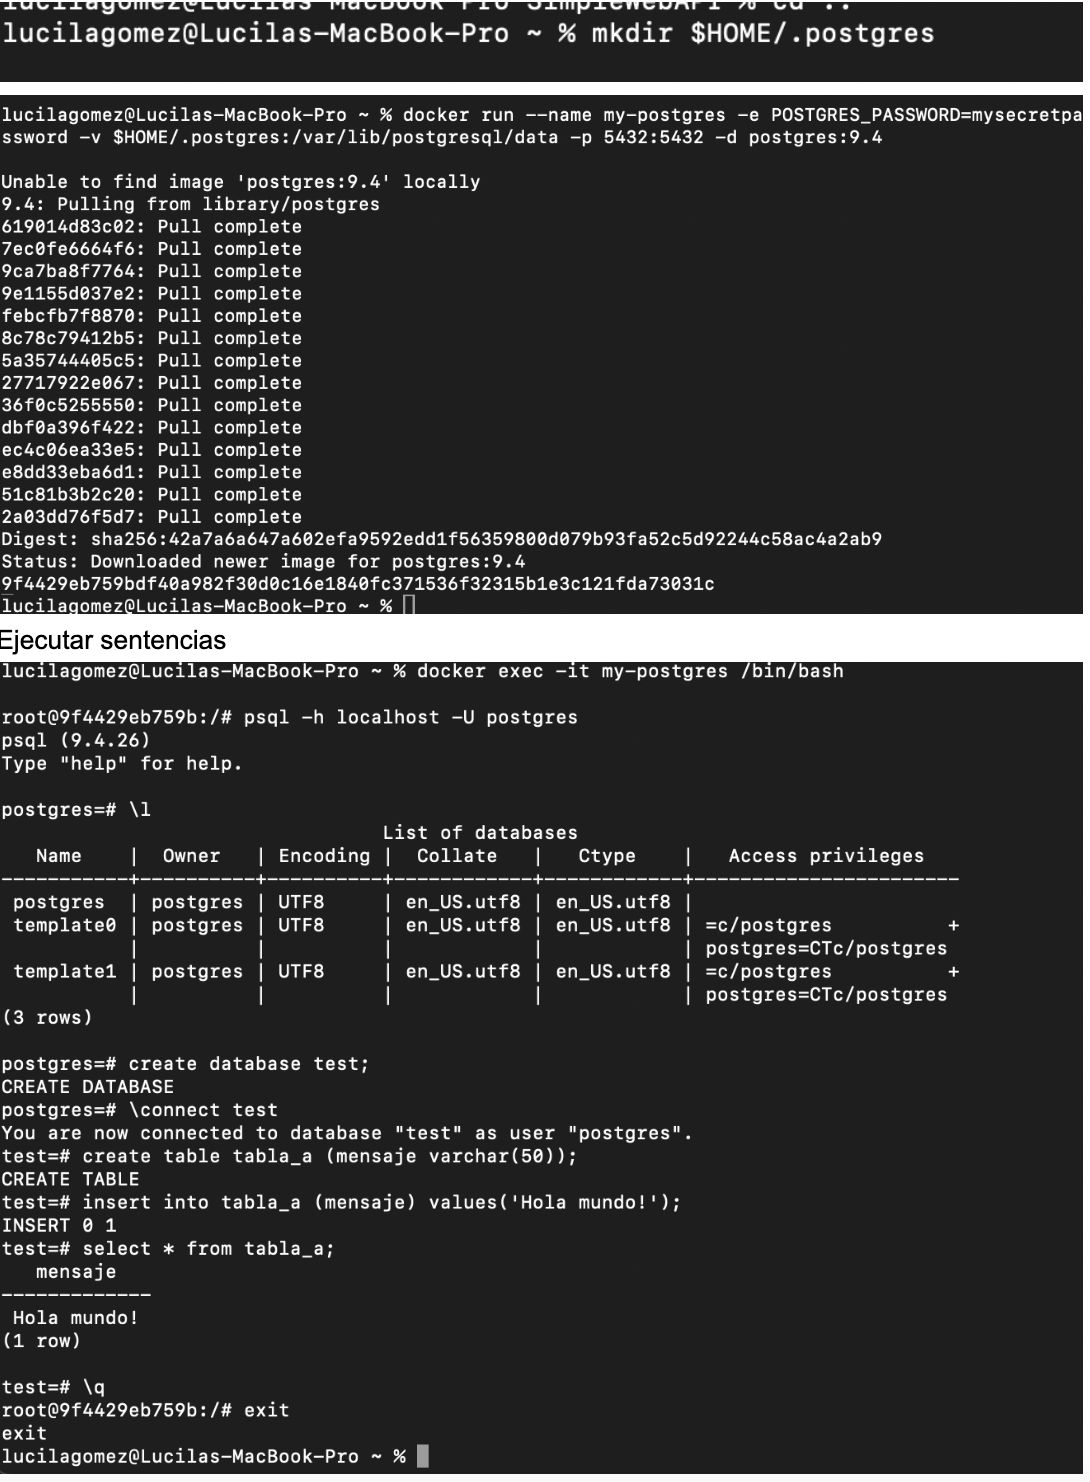 lucilagomez@Lucilas-MacBook-Pro SimpleWebAPI % cd ..
lucilagomez@Lucilas-MacBook-Pro ~ % mkdir $HOME/.postgres
lucilagomez@Lucilas-MacBook-Pro ~ % docker run --name my-postgres -e POSTGRES_PASSWORD=mysecretpa
ssword -v $HOME/.postgres:/var/lib/postgresql/data -p 5432:5432 -d postgres:9.4
Unable to find image 'postgres:9.4' locally
9.4: Pulling from library/postgres
619014d83c02: Pull complete
7ec0fe6664f6: Pull complete
9ca7ba8f7764: Pull complete
9e1155d037e2: Pull complete
febcfb7f8870: Pull complete
8c78c79412b5: Pull complete
5a35744405c5: Pull complete
27717922e067: Pull complete
36f0c5255550: Pull complete
dbf0a396f422: Pull complete
ec4c06ea33e5: Pull complete
e8dd33eba6d1: Pull complete
51c81b3b2c20: Pull complete
2a03dd76f5d7: Pull complete
Digest: sha256:42a7a6a647a602efa9592edd1f56359800d079b93fa52c5d92244c58ac4a2ab9
Status: Downloaded newer image for postgres:9.4
9f4429eb759bdf40a982f30d0c16e1840fc371536f32315b1e3c121fda73031c
lucilagomez@Lucilas-MacBook-Pro ~ %
Ejecutar sentencias
lucilagomez@Lucilas-MacBook-Pro ~ % docker exec -it my-postgres /bin/bash
root@9f4429eb759b:/# psql -h localhost -U postgres
psql (9.4.26)
Type "help" for help.
postgres=# \l
List of databases
Name | Owner | Encoding | Collate | Ctype | Access privileges
-----------+----------+----------+------------+------------+-----------------------
postgres | postgres | UTF8 | en_US.utf8 | en_US.utf8 |
template0 | postgres | UTF8 | en_US.utf8 | en_US.utf8 | =c/postgres +
| | | | | postgres=CTc/postgres
template1 | postgres | UTF8 | en_US.utf8 | en_US.utf8 | =c/postgres +
| | | | | postgres=CTc/postgres
(3 rows)
postgres=# create database test;
CREATE DATABASE
postgres=# \connect test
You are now connected to database "test" as user "postgres".
test=# create table tabla_a (mensaje varchar(50));
CREATE TABLE
test=# insert into tabla_a (mensaje) values('Hola mundo!');
INSERT 0 1
test=# select * from tabla_a;
mensaje
-------------
Hola mundo!
(1 row)
test=# \q
root@9f4429eb759b:/# exit
exit
lucilagomez@Lucilas-MacBook-Pro ~ %